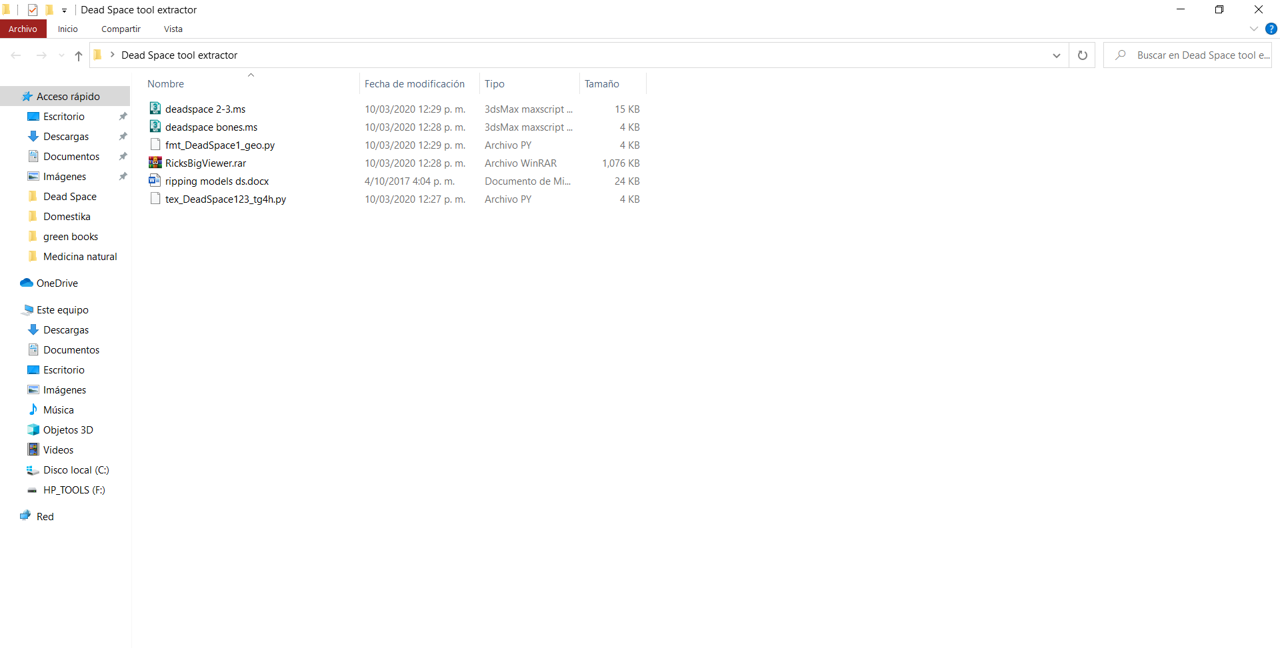 Dead Space tool extractor
Archivo Inicio Compartir Vista
Dead Space tool extractor Buscar en Dead Space tool e...
Nombre Fecha de modificación Tipo Tamaño
Acceso rápido
Escritorio
Descargas
Documentos
Imágenes
Dead Space
Domestika
green books
Medicina natural
OneDrive
Este equipo
Descargas
Documentos
Escritorio
Imágenes
Música
Objetos 3D
Videos
Disco local (C:)
HP_TOOLS (F:)
Red
deadspace 2-3.ms 10/03/2020 12:29 p. m. 3dsMax maxscript ... 15 KB
deadspace bones.ms 10/03/2020 12:28 p. m. 3dsMax maxscript ... 4 KB
fmt_DeadSpace1_geo.py 10/03/2020 12:29 p. m. Archivo PY 4 KB
RicksBigViewer.rar 10/03/2020 12:28 p. m. Archivo WinRAR 1,076 KB
ripping models ds.docx 4/10/2017 4:04 p. m. Documento de Mi... 24 KB
tex_DeadSpace123_tg4h.py 10/03/2020 12:27 p. m. Archivo PY 4 KB